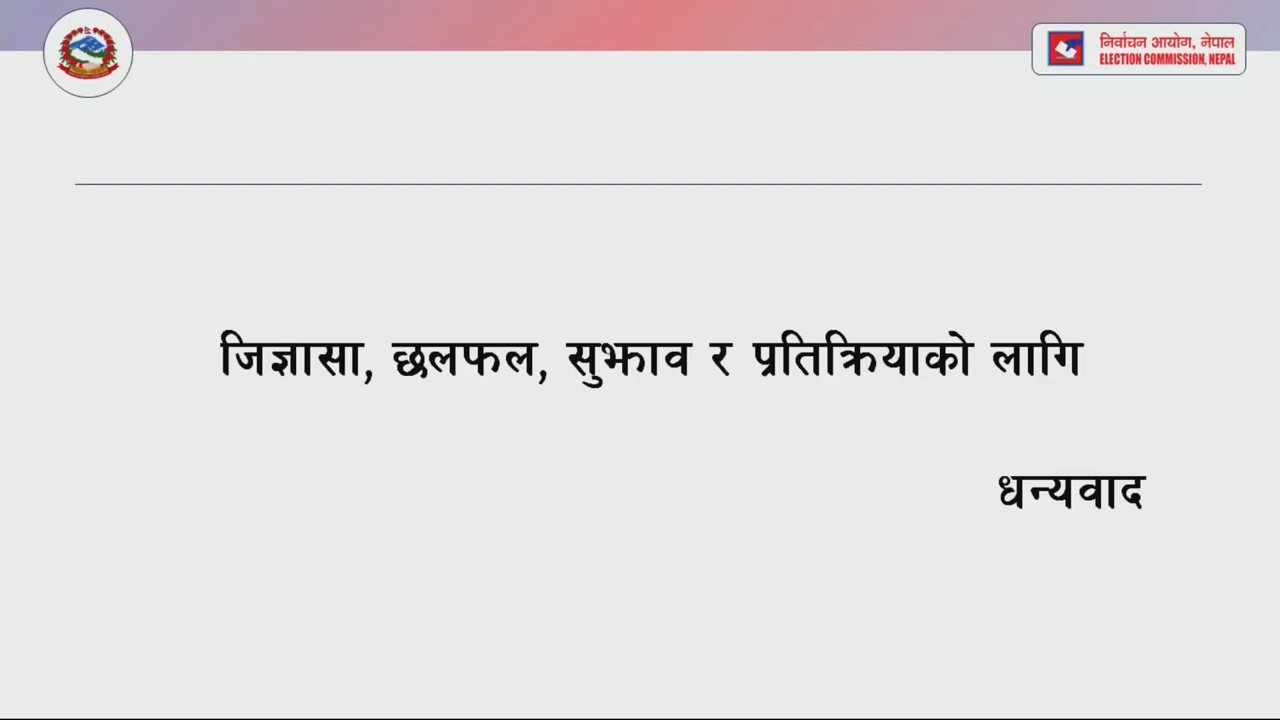 निर्वाचन आयोग, नेपाल
ELECTION COMMISSION, NEPAL
जिज्ञासा, छलफल, सुझाव र प्रतिक्रियाको लागि
धन्यवाद